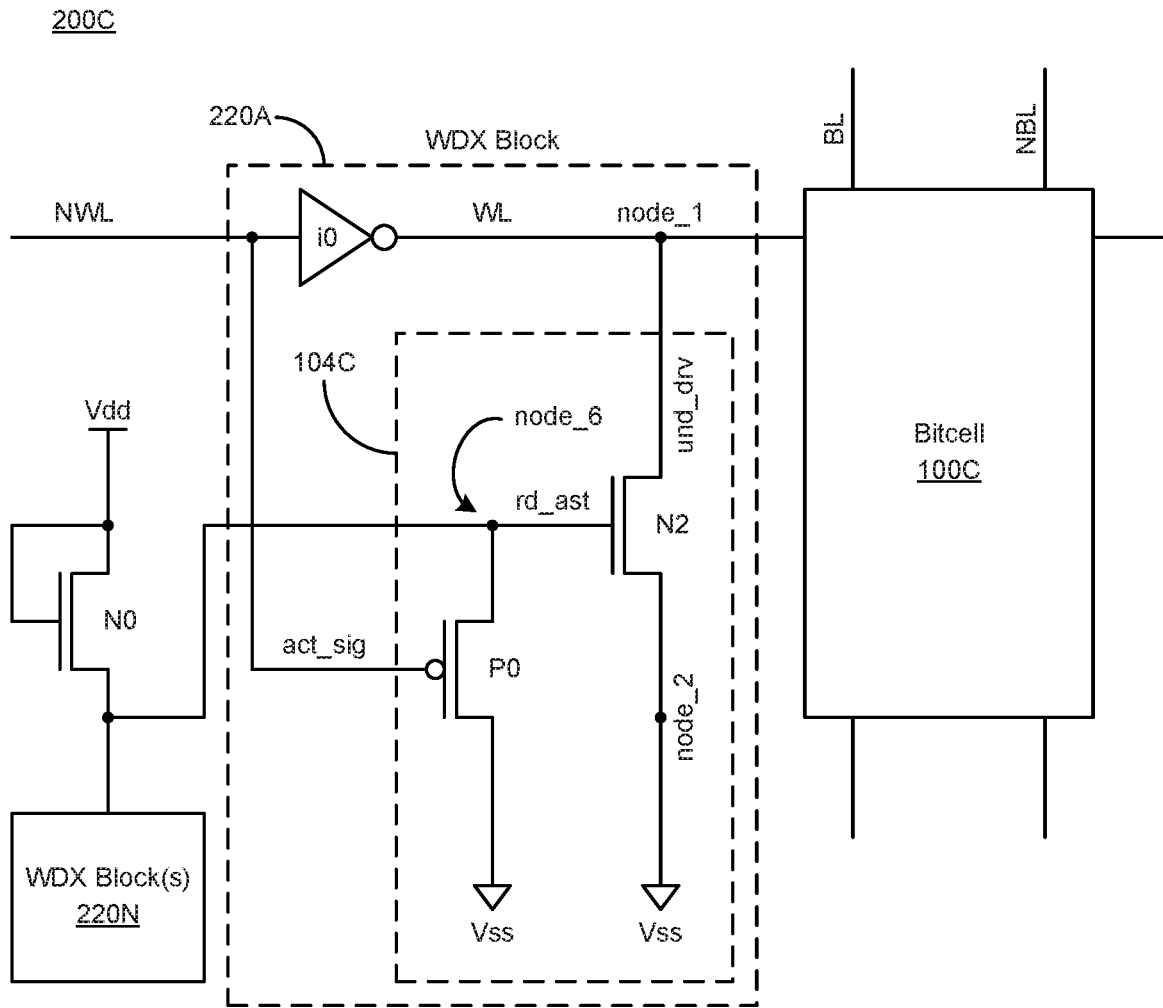 200C
220A
WDX Block
BL
NBL
NWL
i0
WL
node_1
104C
und_drv
Vdd
node_6
Bitcell
100C
rd_ast
N2
N0
act_sig
P0
node_2
WDX Block(s)
220N
Vss
Vss